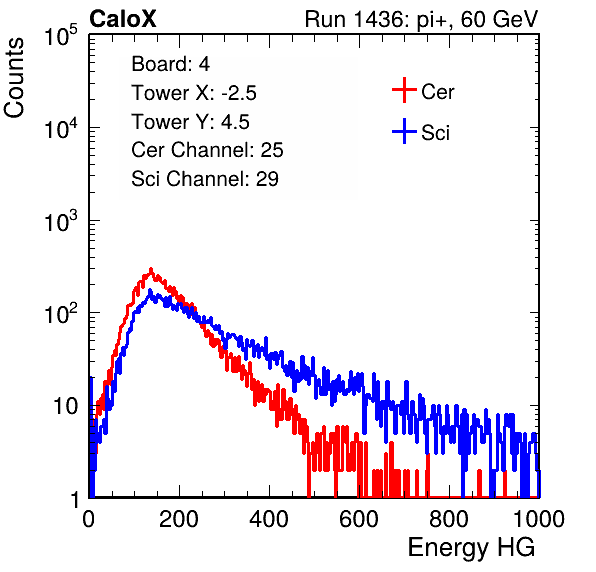 CaloX Run 1436: pi+, 60 GeV
Counts
10^5
10^4
10^3
10^2
10
1
Board: 4
Tower X: -2.5
Tower Y: 4.5
Cer Channel: 25
Sci Channel: 29
Cer
Sci
0 200 400 600 800 1000
Energy HG